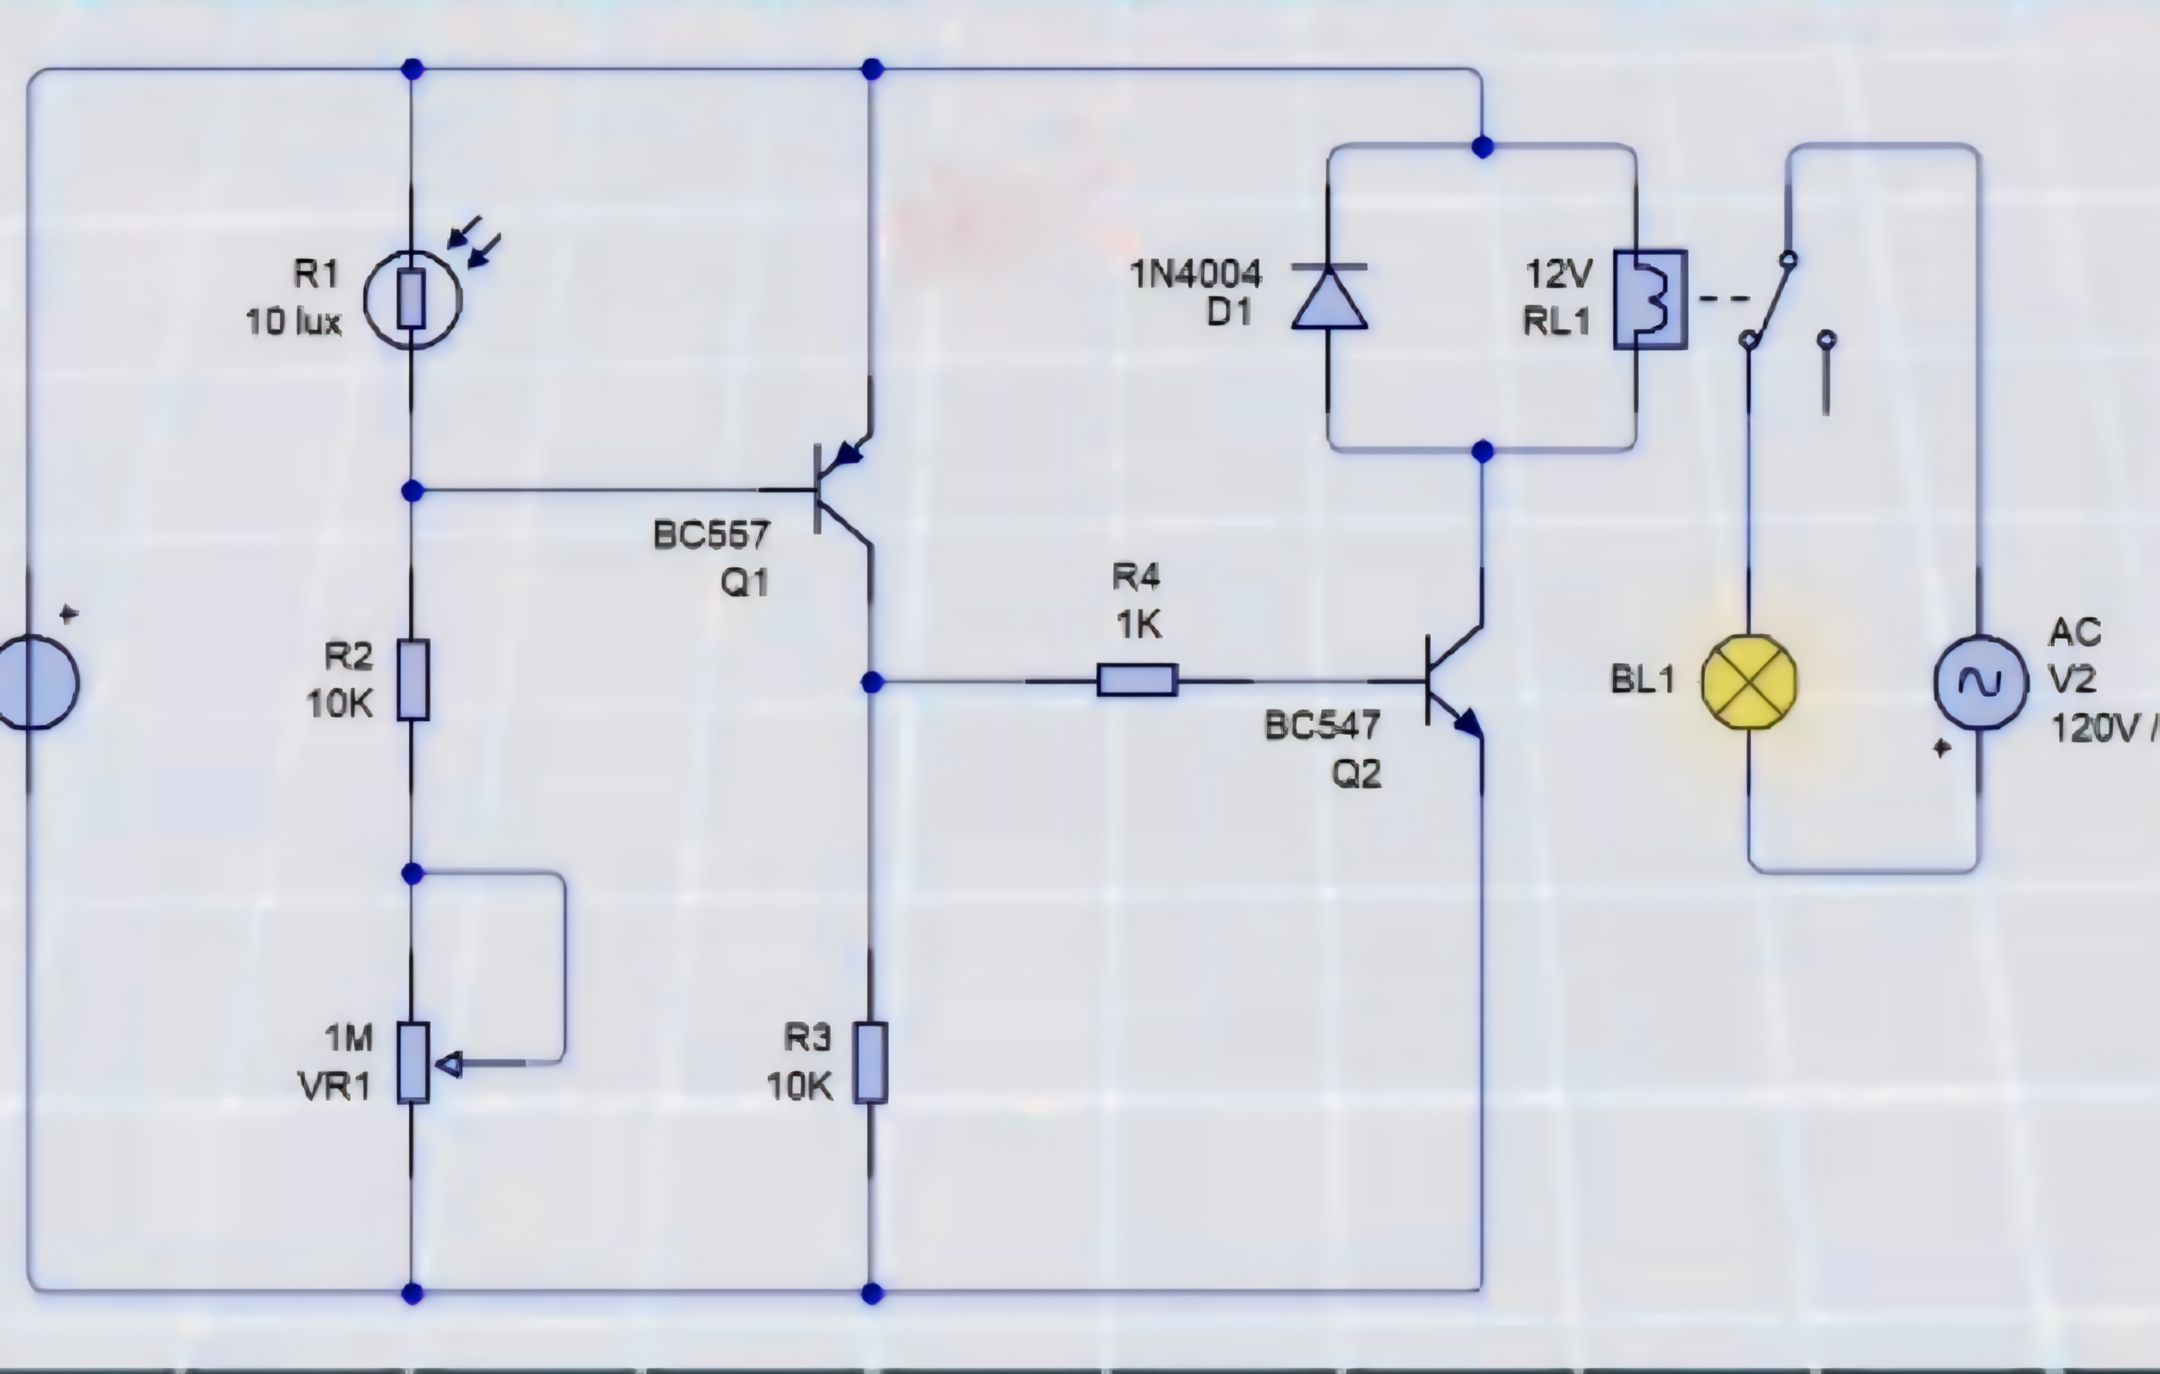 R1
10 lux
1N4004
D1
12V
RL1
BC557
Q1
R4
1K
R2
10K
BC547
Q2
BL1
AC
V2
120V /
1M
VR1
R3
10K